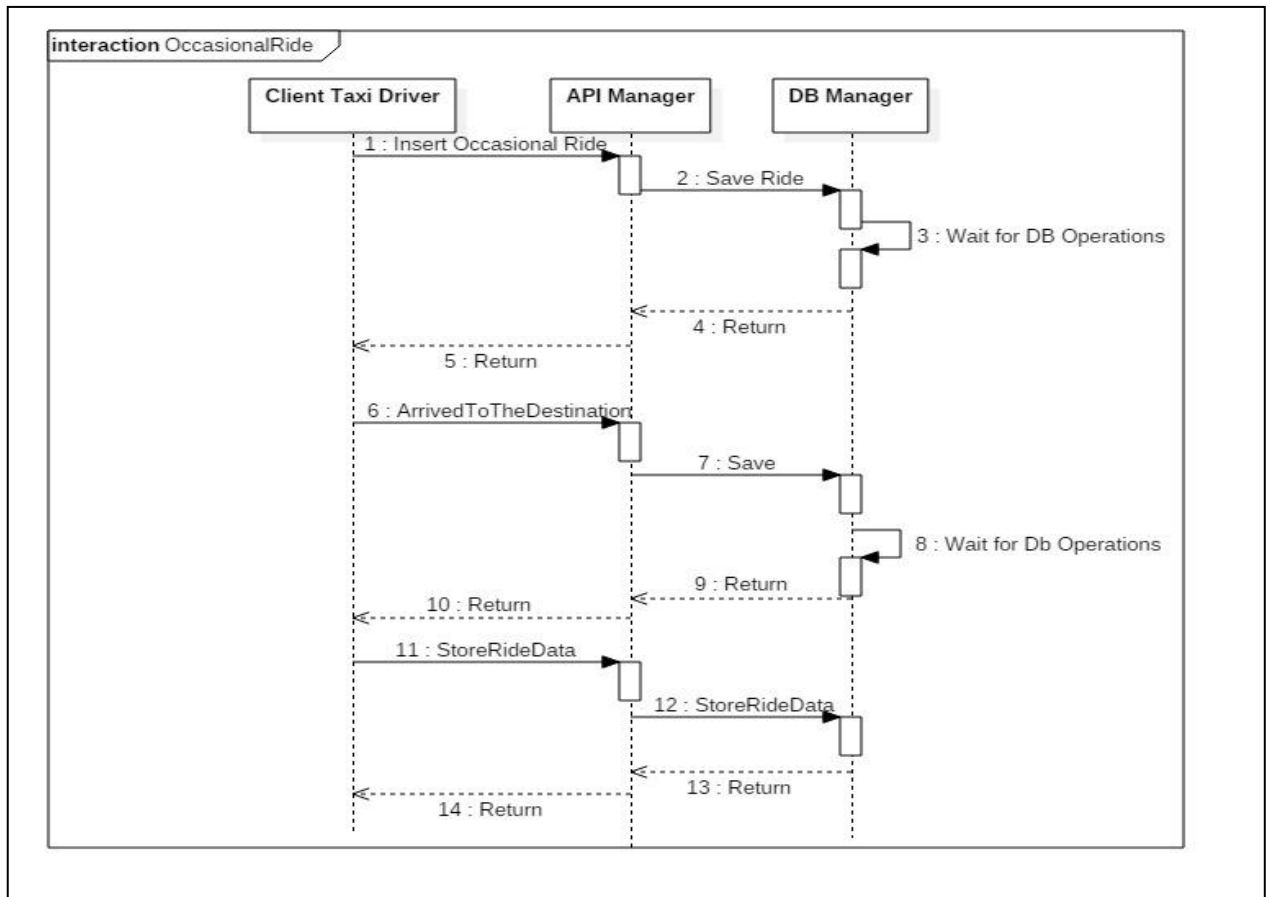 interaction OccasionalRide
Client Taxi Driver
API Manager
DB Manager
1 : Insert Occasional Ride
2 : Save Ride
3 : Wait for DB Operations
4 : Return
5 : Return
6 : ArrivedToTheDestination
7 : Save
8 : Wait for Db Operations
9 : Return
10 : Return
11 : StoreRideData
12 : StoreRideData
13 : Return
14 : Return